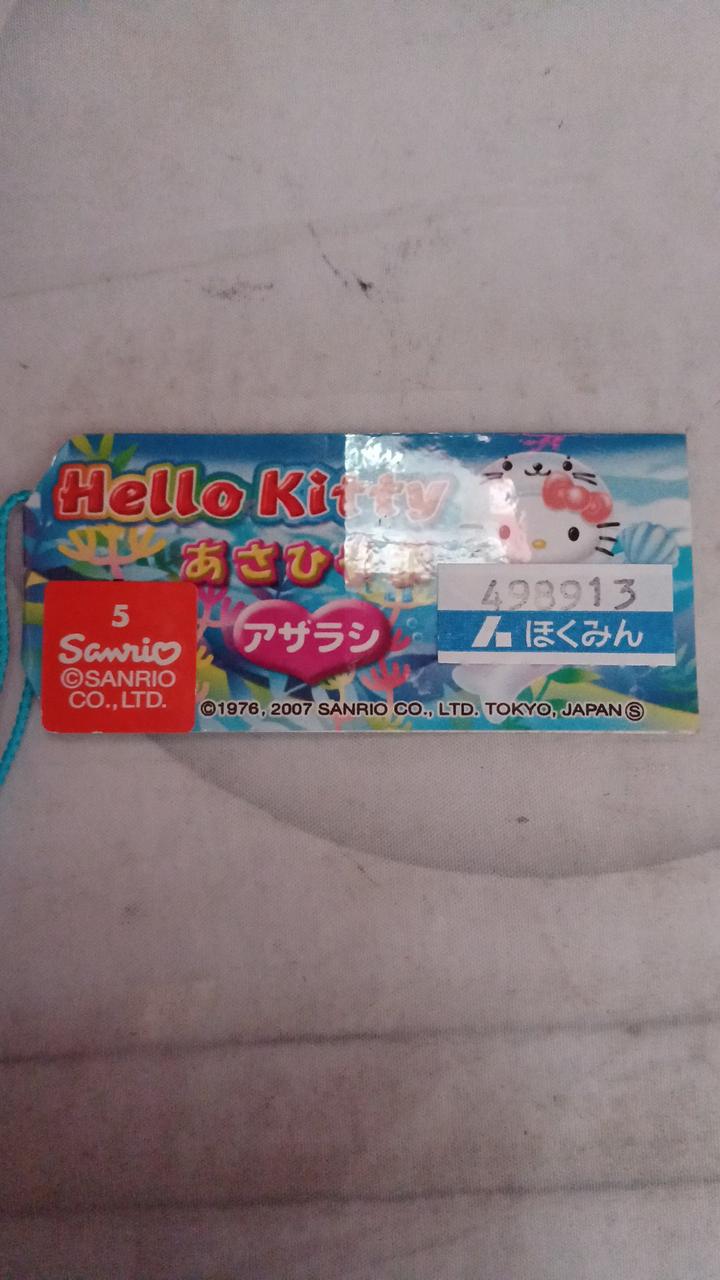 Hello Kitty
あさひ
アザラシ
5
Sanrio
©SANRIO
CO.,LTD.
498913
ほくみん
©1976, 2007 SANRIO CO., LTD. TOKYO, JAPAN Ⓢ